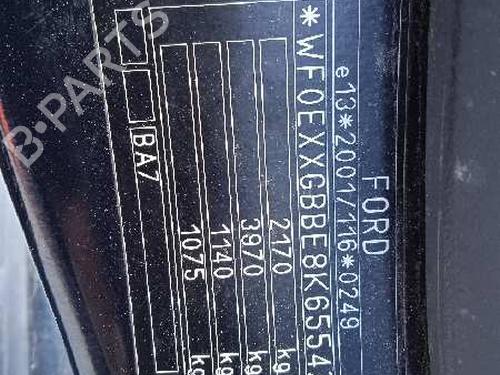 FORD
e13*2001/116*0249
*WF0EXXGBBE8K6554
2170 kg
3970 kg
1140 kg
1075 kg
BA7
B-PARTS